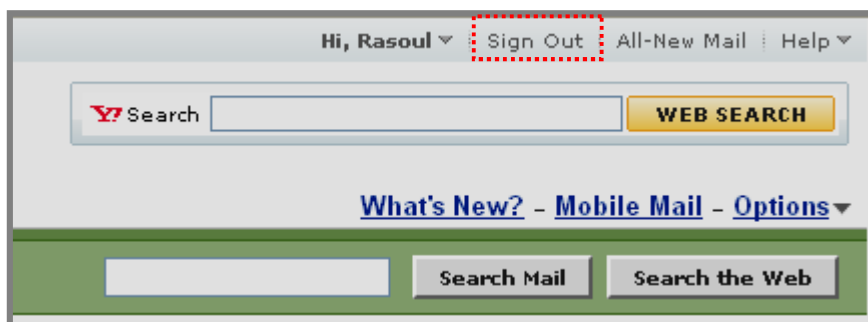 Hi, Rasoul Sign Out All-New Mail Help
Y! Search WEB SEARCH
What's New? – Mobile Mail – Options
Search Mail Search the Web